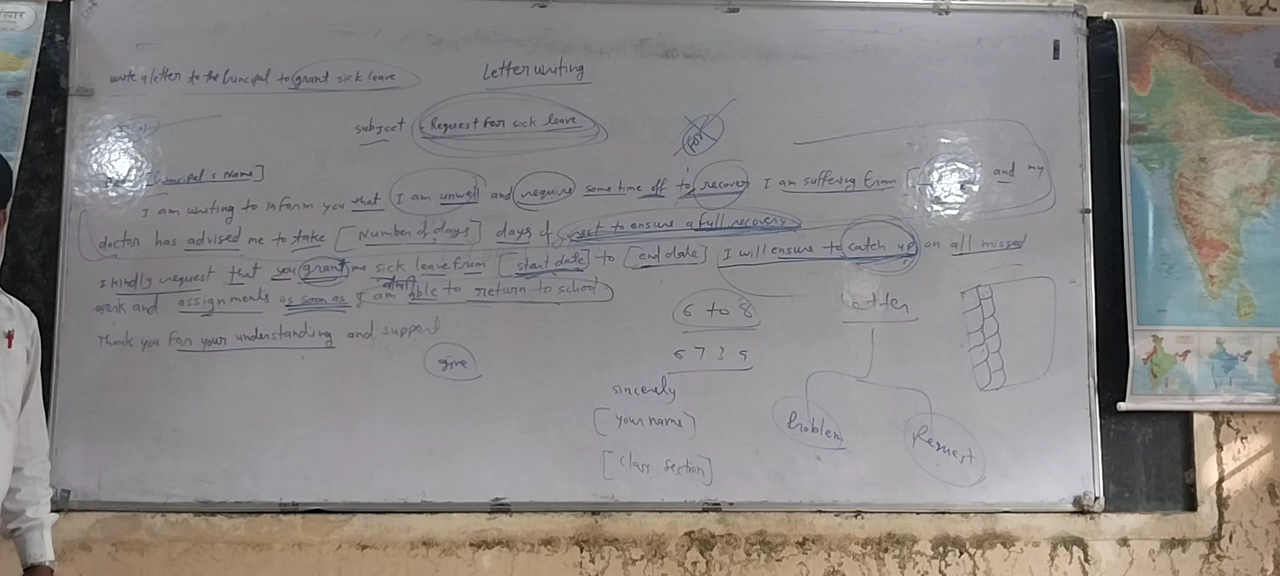 Letter writing
write a letter to the Principal to grant sick leave
subject :- Request For sick leave
for
Principal's Name]
I am writing to inform you that I am unwell and require some time off to recover I am suffering from [ and my
doctor has advised me to take [Number of days] days of rest to ensure a full recovery
I kindly request that you grant me sick leave from [start date] to [end date] I will ensure to catch up on all missed
work and assignments as soon as I am able to return to school
Thank you for your understanding and support
give
6 to 8
6 7 3 5
sincerely
[your name]
[class section]
Letter
Problem
Request